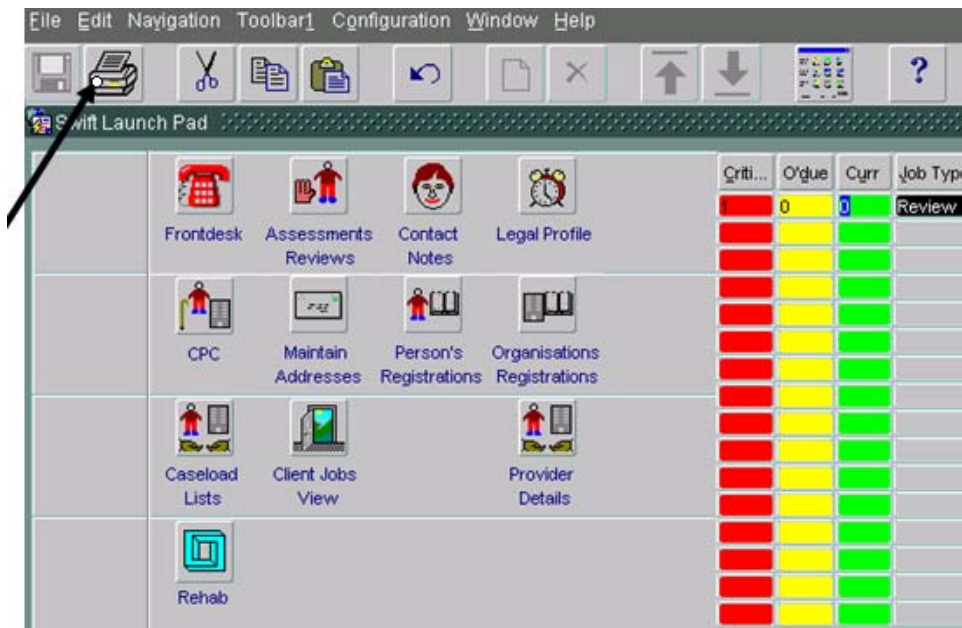 File Edit Navigation Toolbar1 Configuration Window Help
?
Swift Launch Pad
Criti... O'due Curr Job Type
1 0 0 Review
Frontdesk Assessments Reviews Contact Notes Legal Profile
CPC Maintain Addresses Person's Registrations Organisations Registrations
Caseload Lists Client Jobs View Provider Details
Rehab